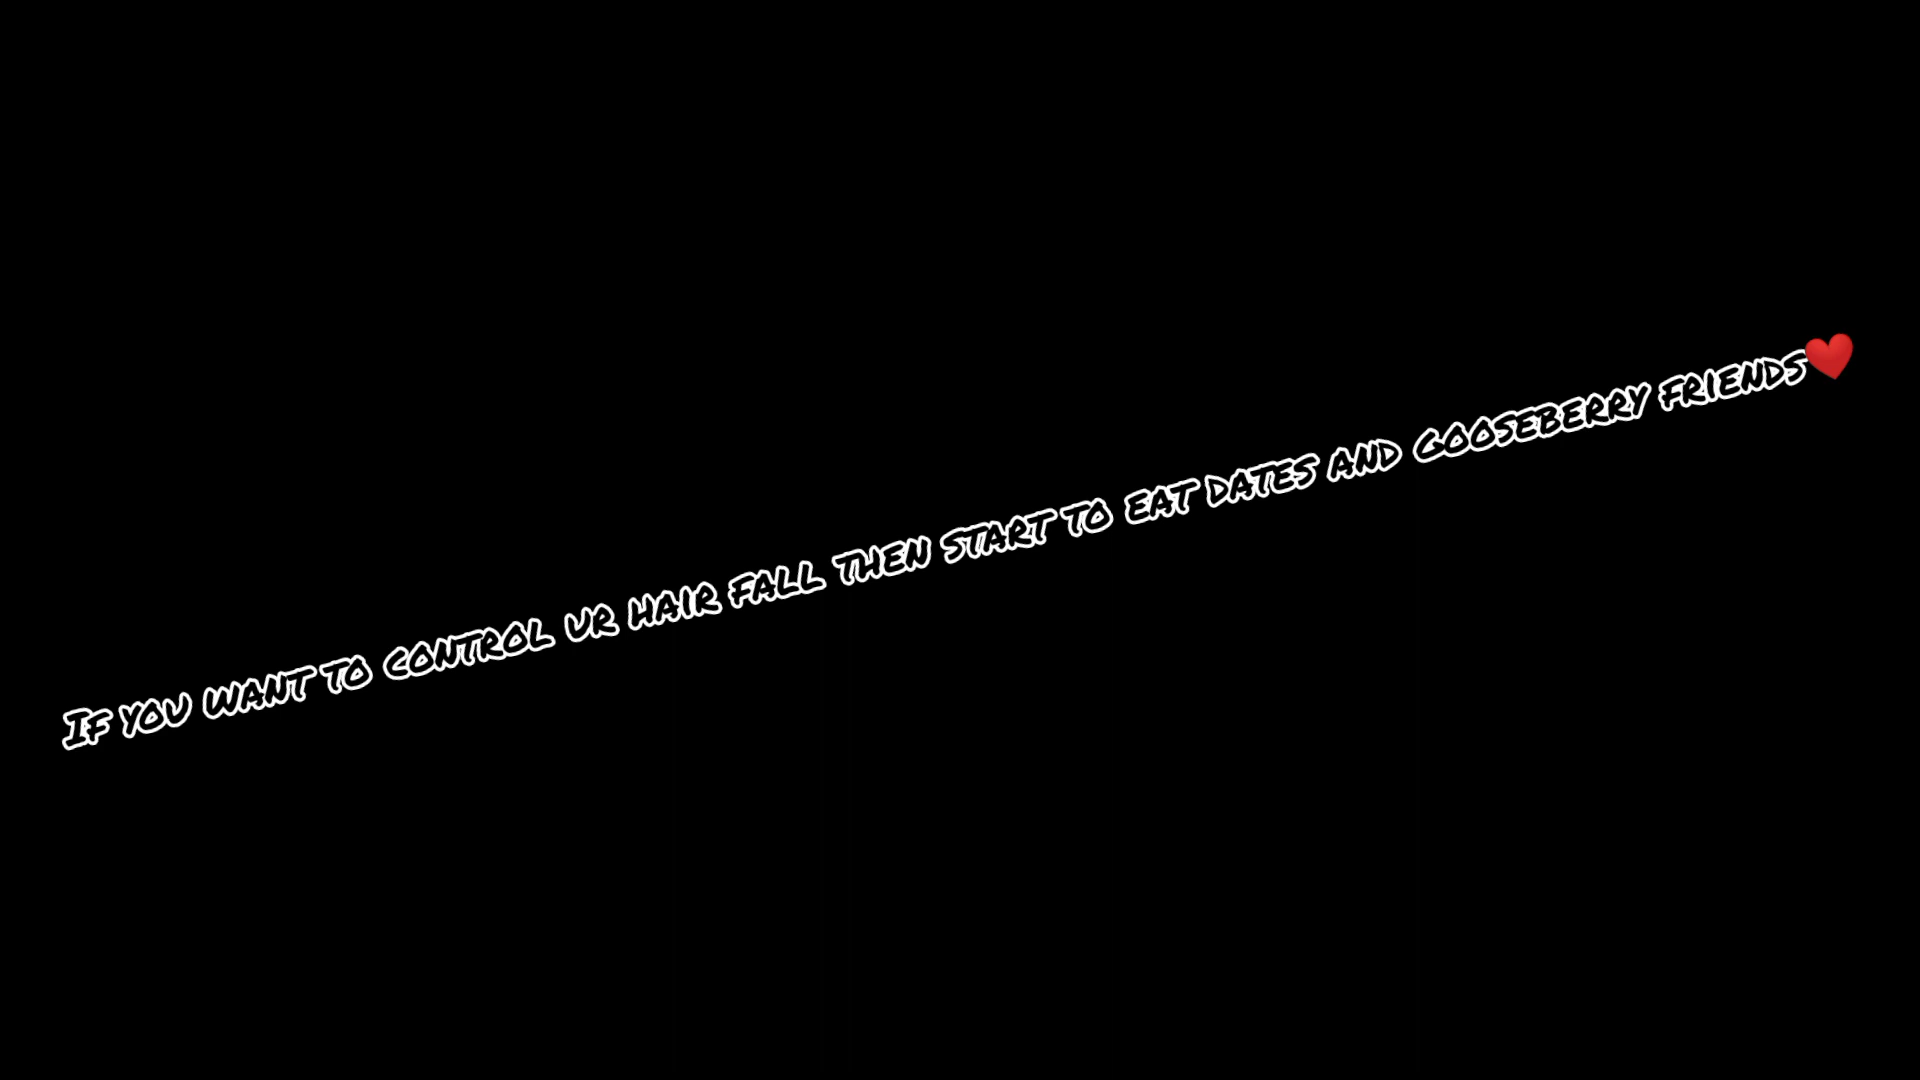 If you want to control ur hair fall then start to eat dates and gooseberry friends❤️